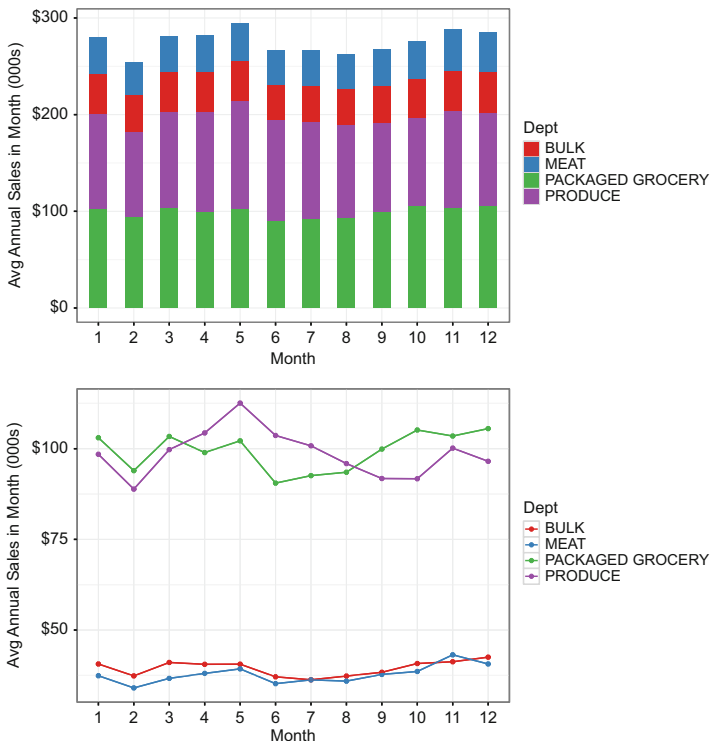 Avg Annual Sales in Month (000s)
$300
$200
$100
$0
1 2 3 4 5 6 7 8 9 10 11 12
Month
Dept
BULK
MEAT
PACKAGED GROCERY
PRODUCE
Avg Annual Sales in Month (000s)
$100
$75
$50
1 2 3 4 5 6 7 8 9 10 11 12
Month
Dept
BULK
MEAT
PACKAGED GROCERY
PRODUCE